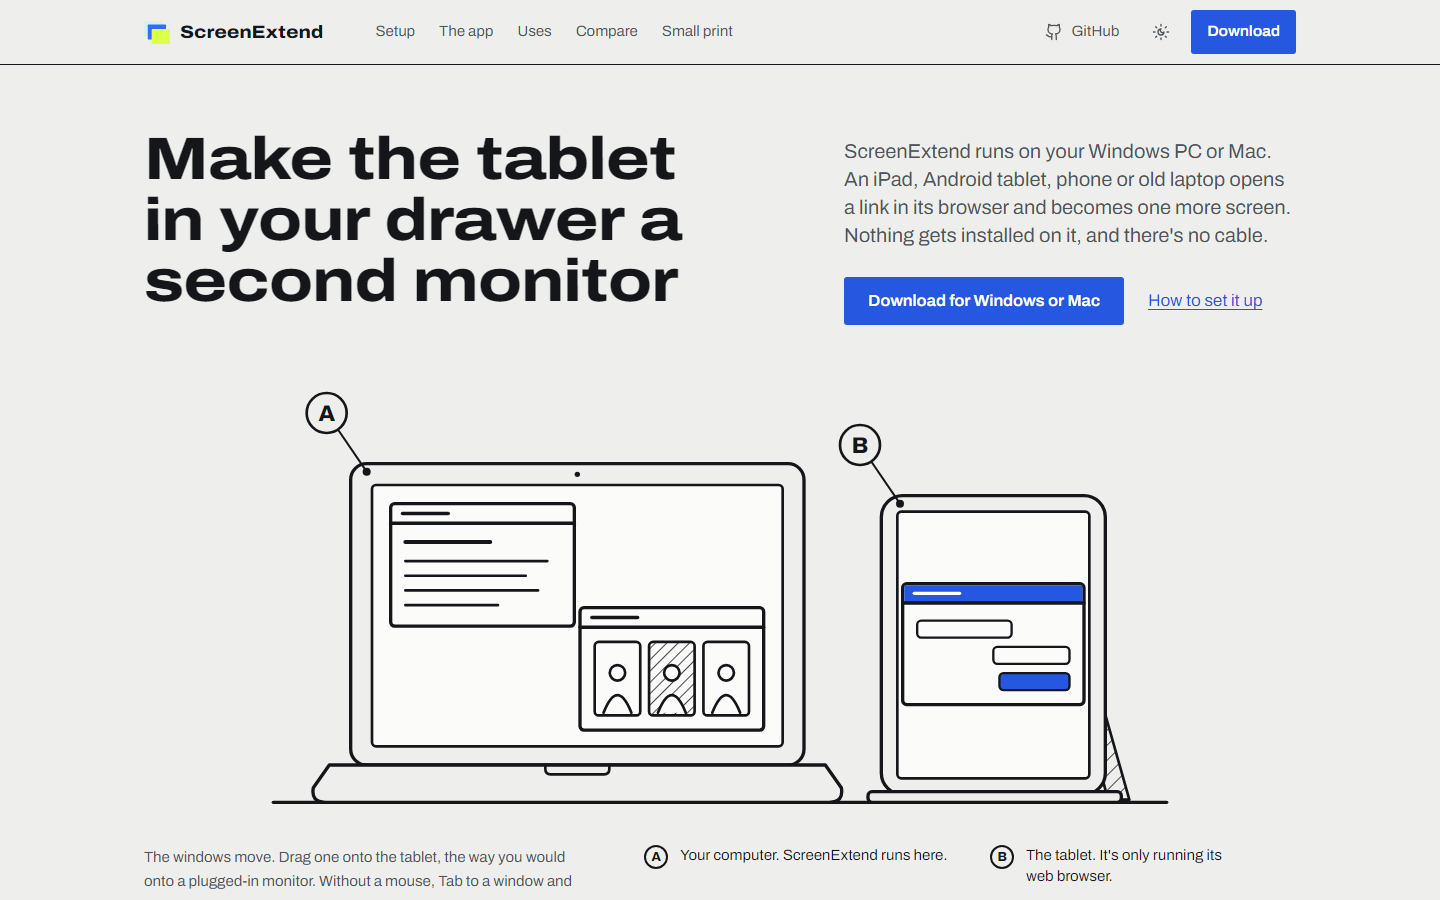 ScreenExtend
Setup
The app
Uses
Compare
Small print
GitHub
Download
Make the tablet
in your drawer a
second monitor
ScreenExtend runs on your Windows PC or Mac.
An iPad, Android tablet, phone or old laptop opens
a link in its browser and becomes one more screen.
Nothing gets installed on it, and there's no cable.
Download for Windows or Mac
How to set it up
A
B
The windows move. Drag one onto the tablet, the way you would
onto a plugged-in monitor. Without a mouse, Tab to a window and
A
Your computer. ScreenExtend runs here.
B
The tablet. It's only running its
web browser.